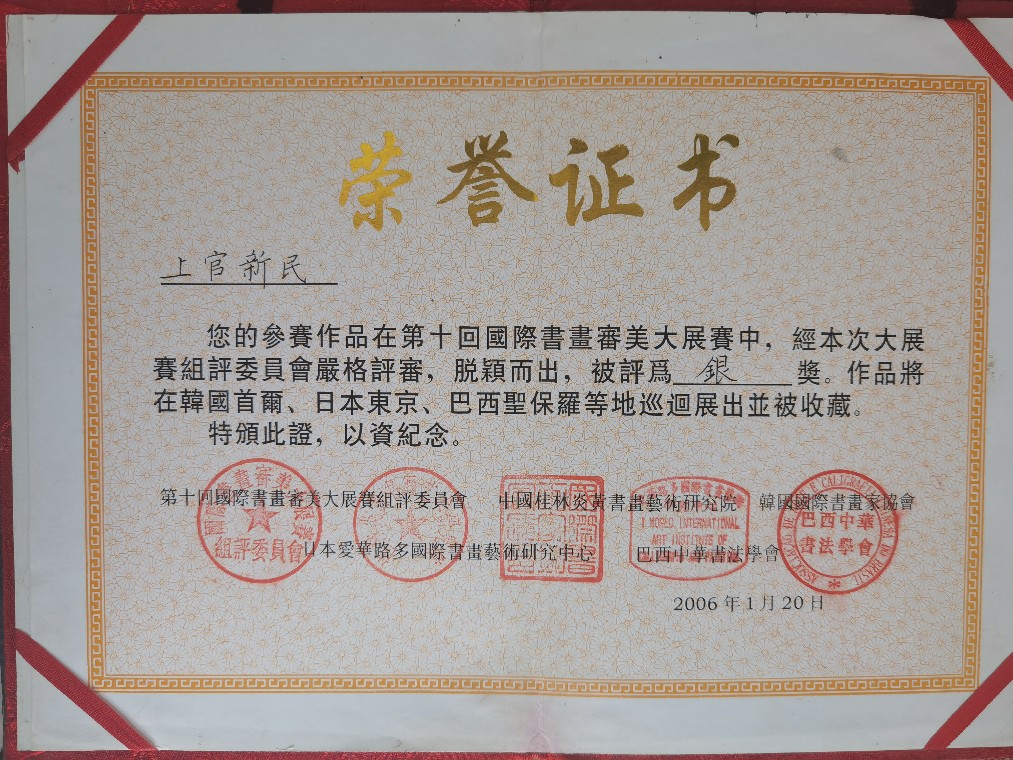 荣誉证书
上官新民
您的參賽作品在第十回國際書畫審美大展賽中，經本次大展
賽組評委員會嚴格評審，脱穎而出，被評爲銀獎。作品將
在韓國首爾、日本東京、巴西聖保羅等地巡迴展出並被收藏。
特頒此證，以資紀念。
第十回國際書畫審美大展賽組評委員會 中國桂林炎黃書畫藝術研究院 韓國國際書畫家協會
日本愛華路多國際書畫藝術研究中心 巴西中華書法學會
組評委員會
I WORLD INTERNATIONAL
ART INSTITUTE OF
巴西中華
書法學會
2006 年 1 月 20 日